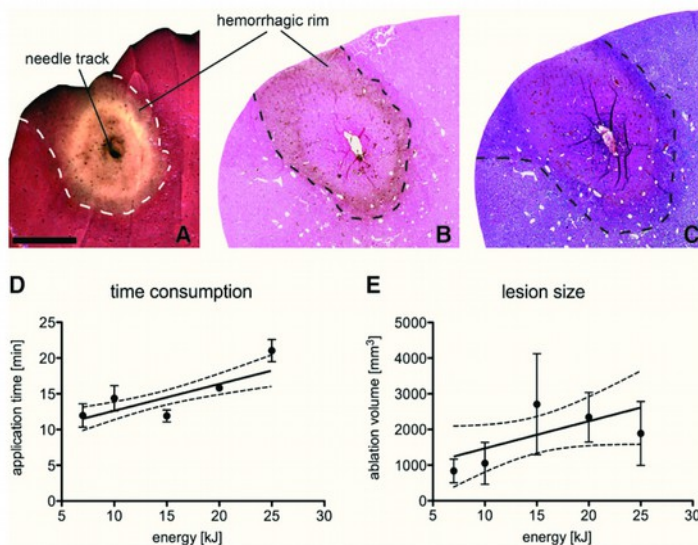 hemorrhagic rim
needle track
A
B
C
D
time consumption
25
20
15
10
5
0
application time [min]
5
10
15
20
25
30
energy [kJ]
E
lesion size
5000
4000
3000
2000
1000
0
ablation volume [mm³]
5
10
15
20
25
30
energy [kJ]